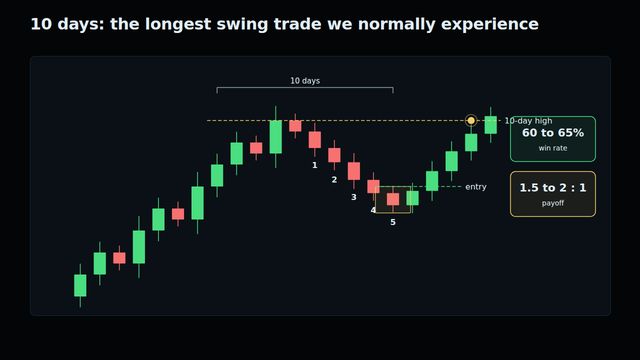 10 days: the longest swing trade we normally experience
10 days
10-day high
60 to 65%
win rate
1
2
3
4
5
entry
1.5 to 2 : 1
payoff